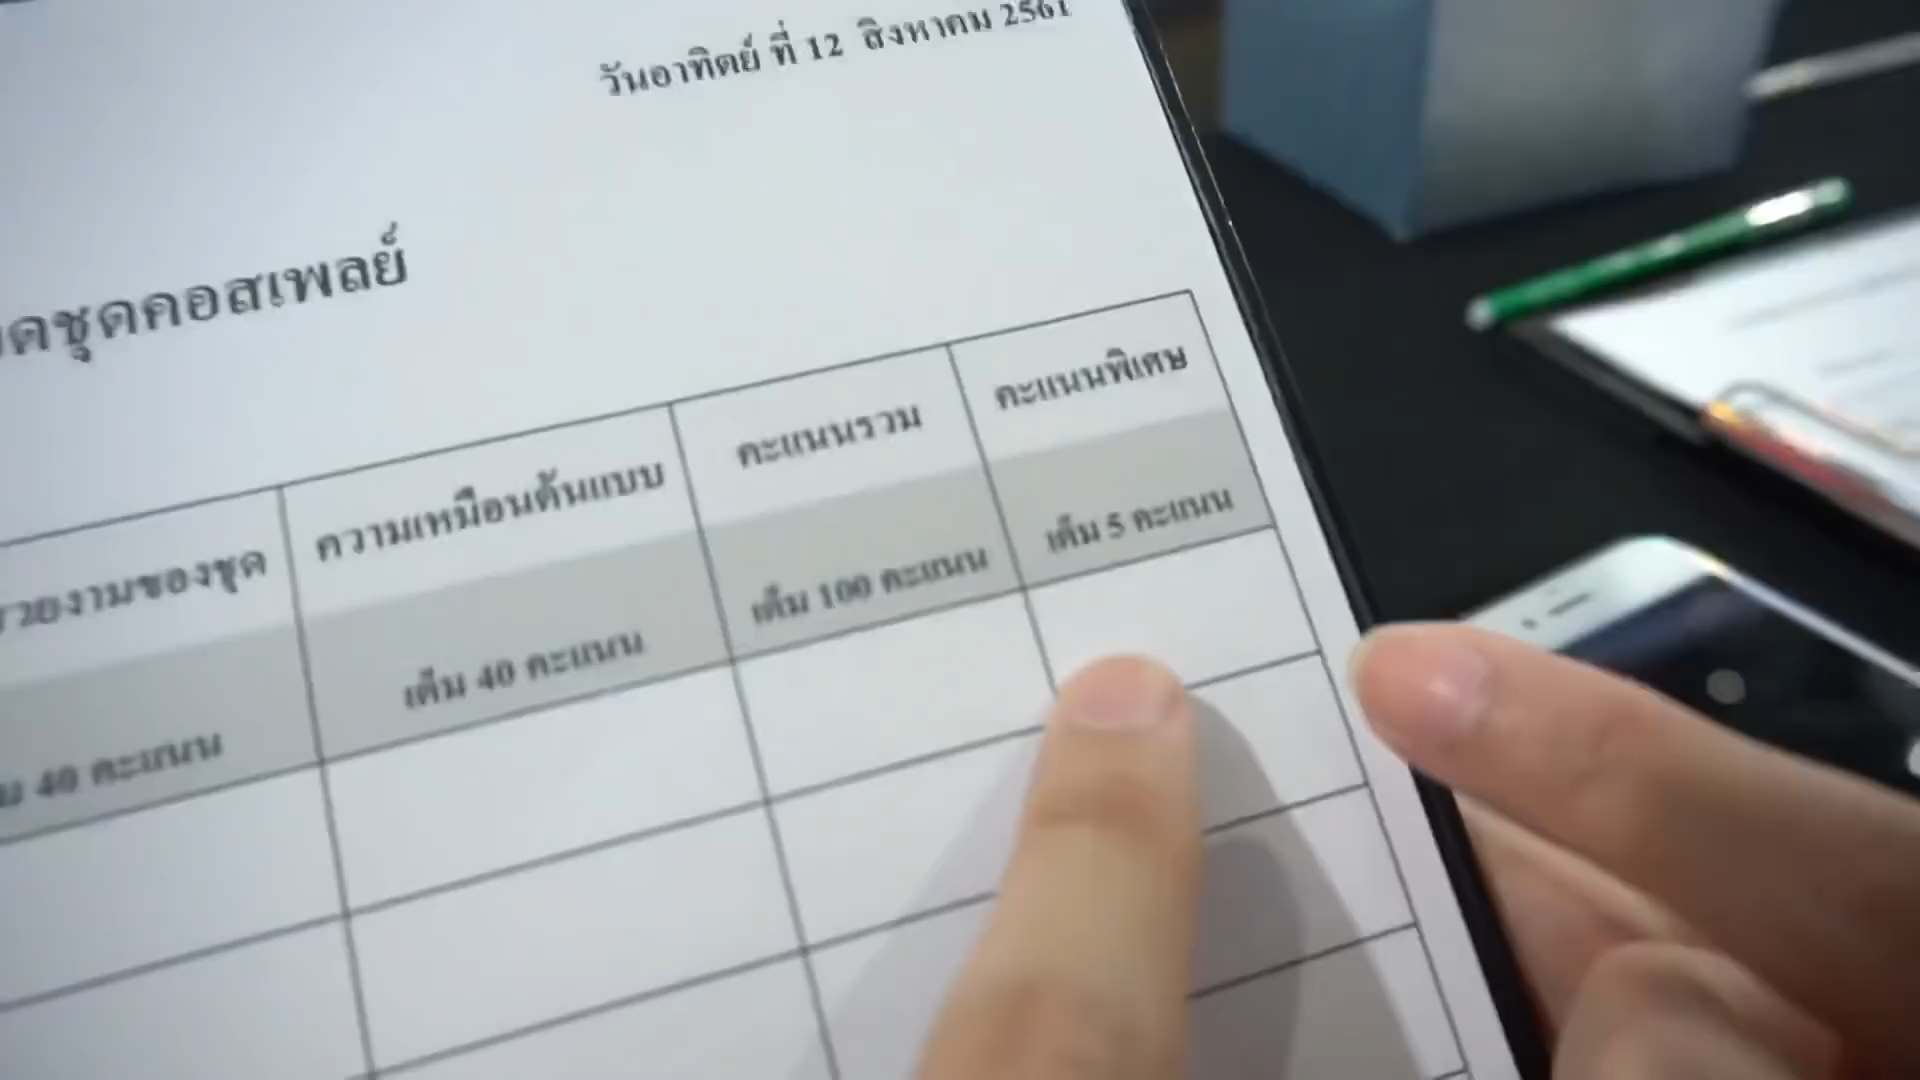 วันอาทิตย์ ที่ 12 สิงหาคม 2561
ดชุดคอสเพลย์
วยงามของชุด
ความเหมือนต้นแบบ
คะแนนรวม
คะแนนพิเศษ
40 คะแนน
เต็ม 40 คะแนน
เต็ม 100 คะแนน
เต็ม 5 คะแนน